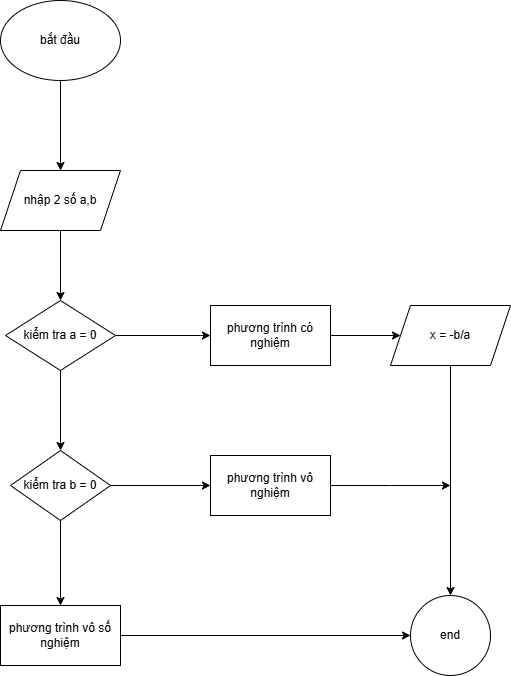 bắt đầu
nhập 2 số a,b
kiểm tra a = 0
phương trình có
nghiệm
x = -b/a
kiểm tra b = 0
phương trình vô
nghiệm
phương trình vô số
nghiệm
end